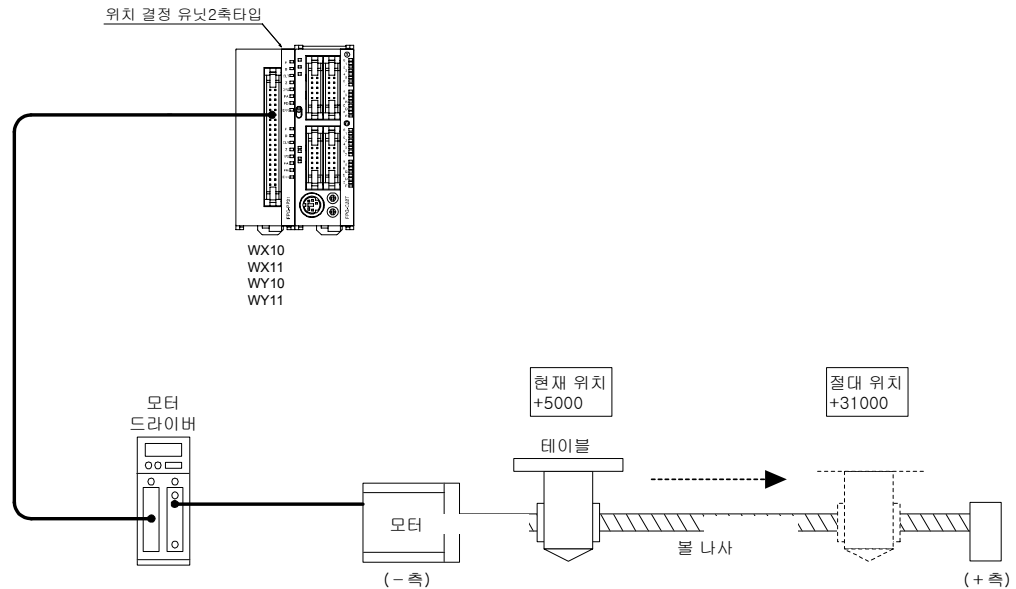 위치 결정 유닛2축타입
WX10
WX11
WY10
WY11
현재 위치
+5000
절대 위치
+31000
모터
드라이버
테이블
모터
볼 나사
(－측)
(＋측)